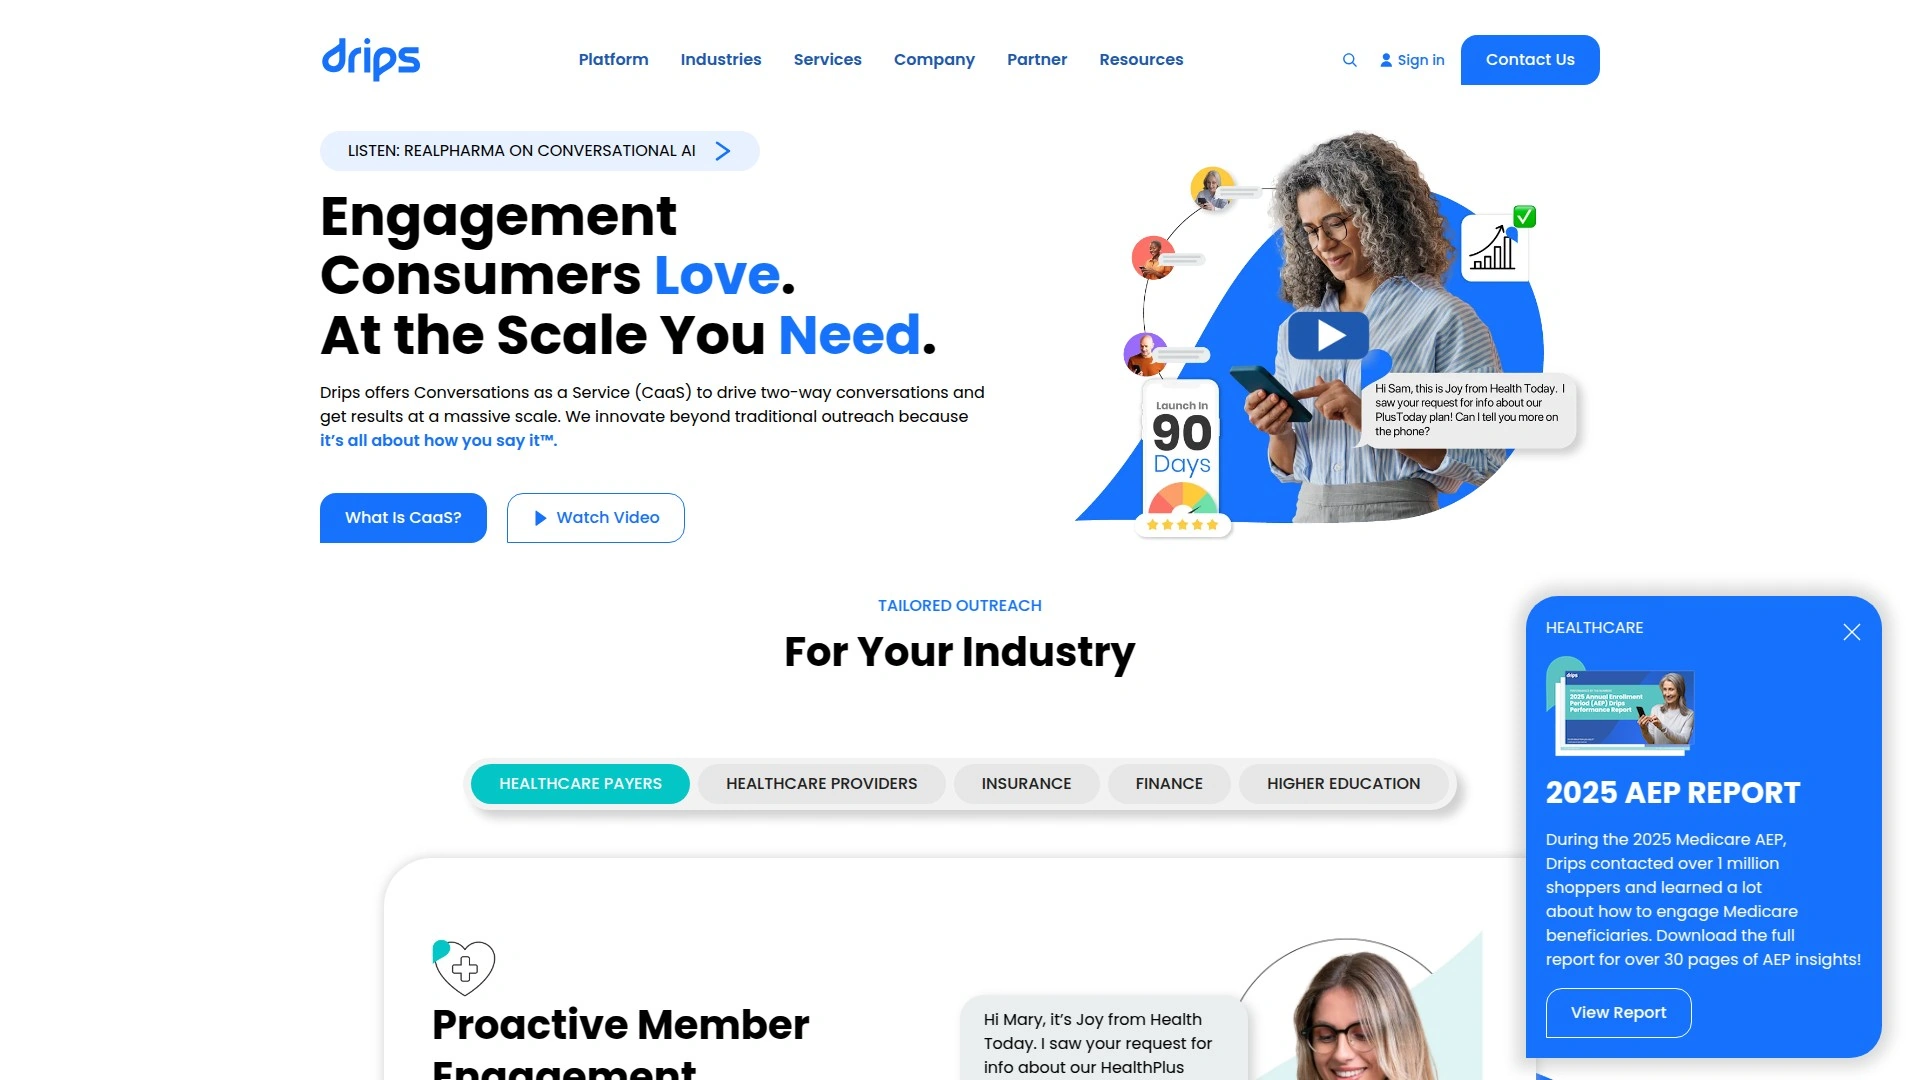 drips
Platform
Industries
Services
Company
Partner
Resources
Sign in
Contact Us
LISTEN: REALPHARMA ON CONVERSATIONAL AI
Engagement
Consumers Love.
At the Scale You Need.
Drips offers Conversations as a Service (CaaS) to drive two-way conversations and
get results at a massive scale. We innovate beyond traditional outreach because
it’s all about how you say it™.
What Is CaaS?
Watch Video
Launch In
90
Days
Hi Sam, this is Joy from Health Today. I
saw your request for info about our
PlusToday plan! Can I tell you more on
the phone?
TAILORED OUTREACH
For Your Industry
HEALTHCARE PAYERS
HEALTHCARE PROVIDERS
INSURANCE
FINANCE
HIGHER EDUCATION
Proactive Member
Engagement
Hi Mary, it’s Joy from Health
Today. I saw your request for
info about our HealthPlus
HEALTHCARE
drips
2025 Annual Enrollment
Period (AEP) Drips
Performance Report
2025 AEP REPORT
During the 2025 Medicare AEP,
Drips contacted over 1 million
shoppers and learned a lot
about how to engage Medicare
beneficiaries. Download the full
report for over 30 pages of AEP insights!
View Report